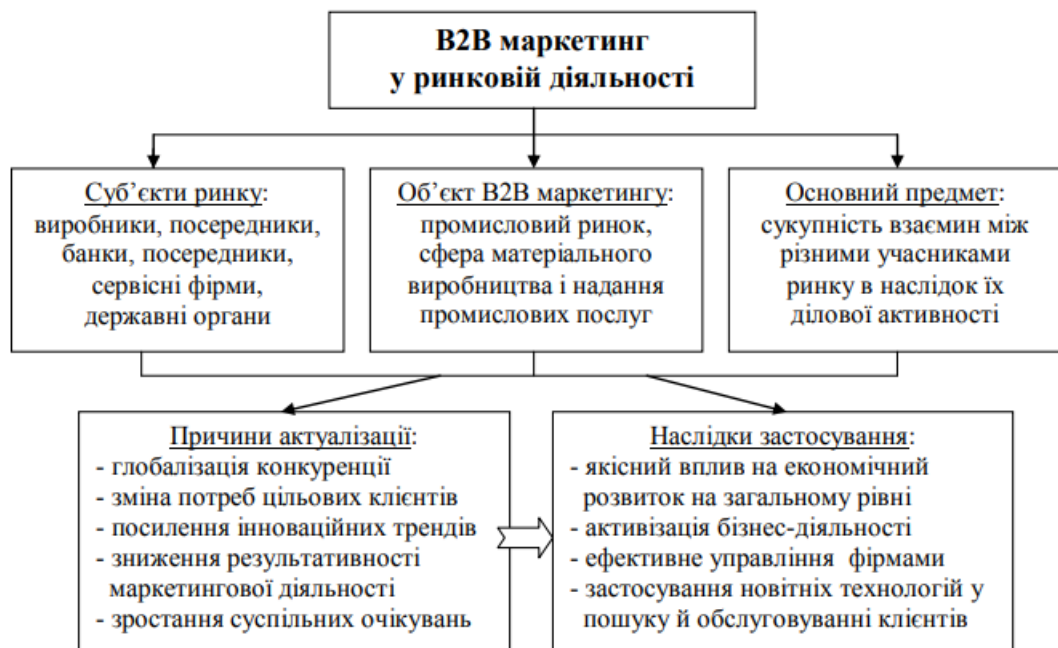 В2В маркетинг
у ринковій діяльності
Суб’єкти ринку:
виробники, посередники,
банки, посередники,
сервісні фірми,
державні органи
Об’єкт В2В маркетингу:
промисловий ринок,
сфера матеріального
виробництва і надання
промислових послуг
Основний предмет:
сукупність взаємин між
різними учасниками
ринку в наслідок їх
ділової активності
Причини актуалізації:
- глобалізація конкуренції
- зміна потреб цільових клієнтів
- посилення інноваційних трендів
- зниження результативності
маркетингової діяльності
- зростання суспільних очікувань
Наслідки застосування:
- якісний вплив на економічний
розвиток на загальному рівні
- активізація бізнес-діяльності
- ефективне управління фірмами
- застосування новітніх технологій у
пошуку й обслуговуванні клієнтів